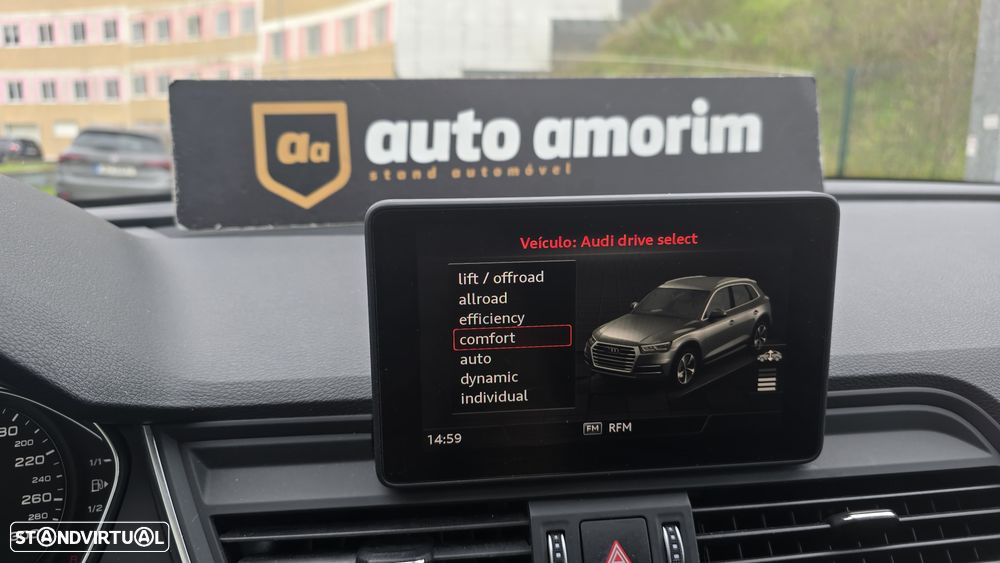 aa
auto amorim
stand automóvel
Veículo: Audi drive select
lift / offroad
allroad
efficiency
comfort
auto
dynamic
individual
14:59
FM RFM
200
220
240
260
280
1/1
1/2
STANDVIRTUAL